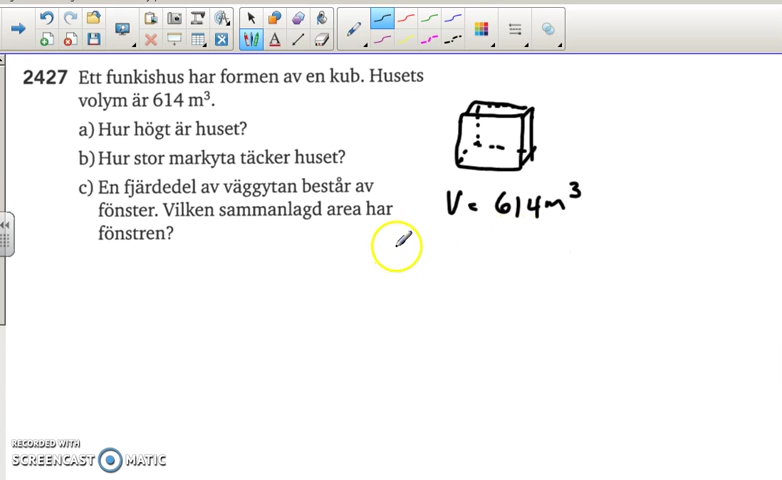 2427 Ett funkishus har formen av en kub. Husets
volym är 614 m³.
a) Hur högt är huset?
b) Hur stor markyta täcker huset?
c) En fjärdedel av väggytan består av
fönster. Vilken sammanlagd area har
fönstren?
V = 614m³
RECORDED WITH
SCREENCAST MATIC